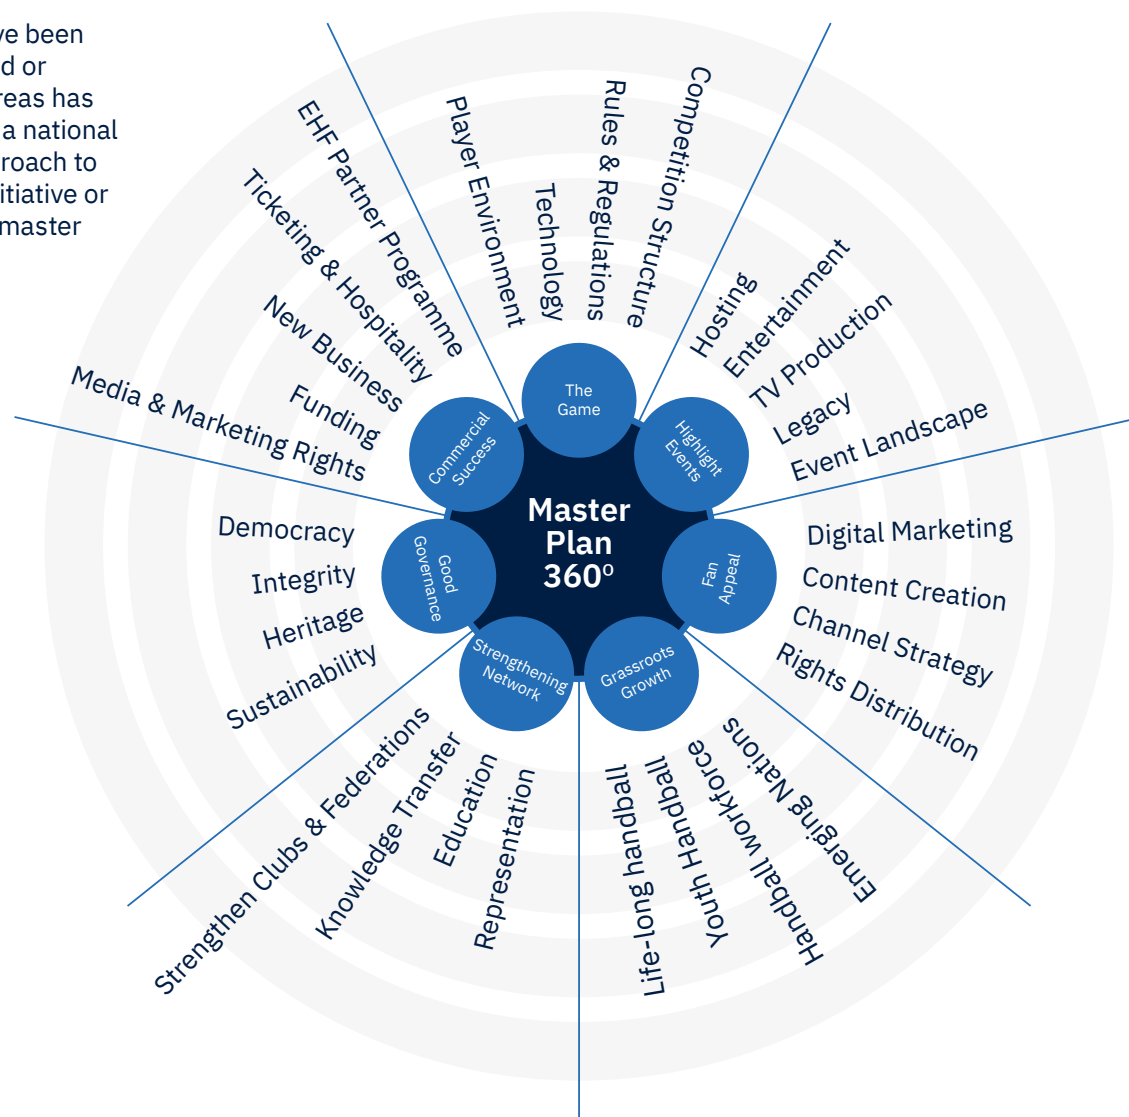 ve been
d or
reas has
a national
roach to
itiative or
master
Master
Plan
360º
The
Game
Player Environment
Technology
Rules & Regulations
Competition Structure
Highlight
Events
Hosting
Entertainment
TV Production
Legacy
Event Landscape
Fan
Appeal
Digital Marketing
Content Creation
Channel Strategy
Rights Distribution
Grassroots
Growth
Emerging Nations
Handball workforce
Youth Handball
Life-long handball
Strengthening
Network
Representation
Education
Knowledge Transfer
Strengthen Clubs & Federations
Good
Governance
Sustainability
Heritage
Integrity
Democracy
Commercial
Success
Media & Marketing Rights
Funding
New Business
Ticketing & Hospitality
EHF Partner Programme